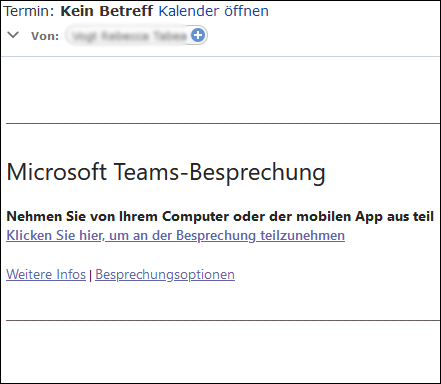 Termin: Kein Betreff Kalender öffnen
Von:
Microsoft Teams-Besprechung
Nehmen Sie von Ihrem Computer oder der mobilen App aus teil
Klicken Sie hier, um an der Besprechung teilzunehmen
Weitere Infos | Besprechungsoptionen